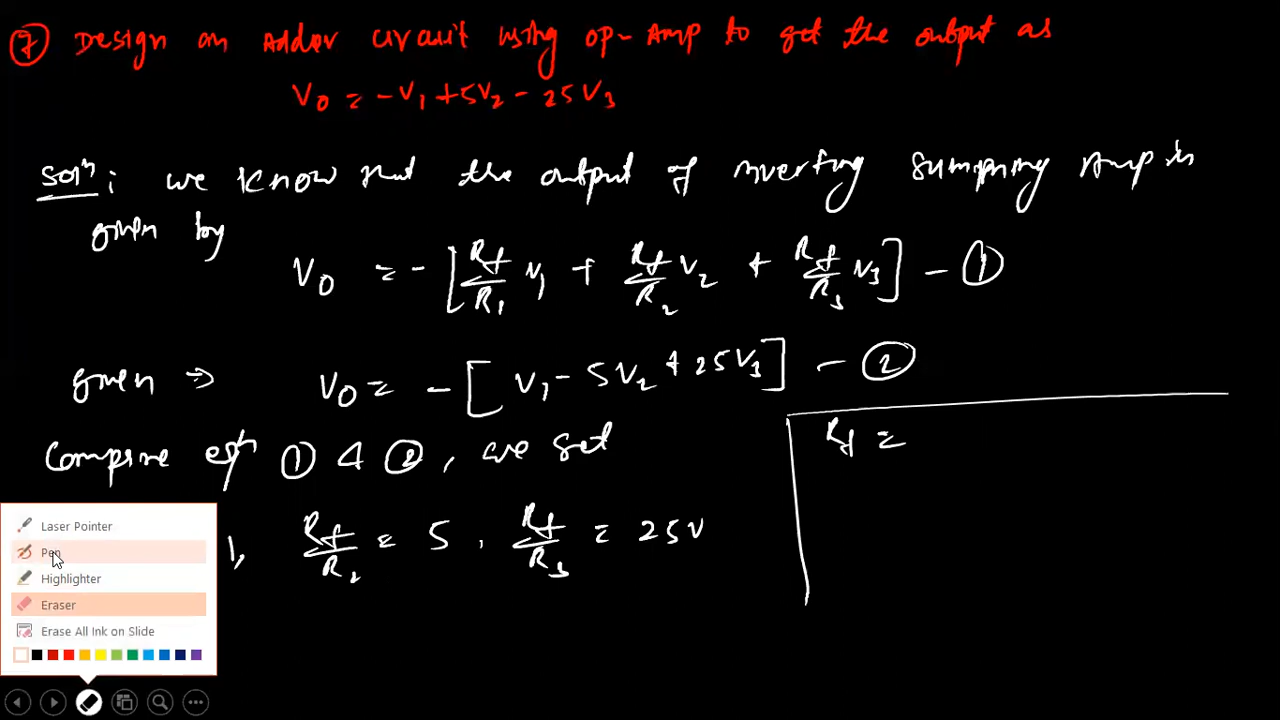 7 Design an Adder circuit using op-Amp to get the output as
V0 = -V1 + 5V2 - 25V3
Soln: we know that the output of inverting summing Amp is
given by
V0 = - [Rf/R1 V1 + Rf/R2 V2 + Rf/R3 V3] - 1
given ⇒ V0 = - [V1 - 5V2 + 25V3] - 2
Compare eqn 1 & 2, we get
Rf =
1, Rf/R2 = 5, Rf/R3 = 25V
Laser Pointer
Pen
Highlighter
Eraser
Erase All Ink on Slide